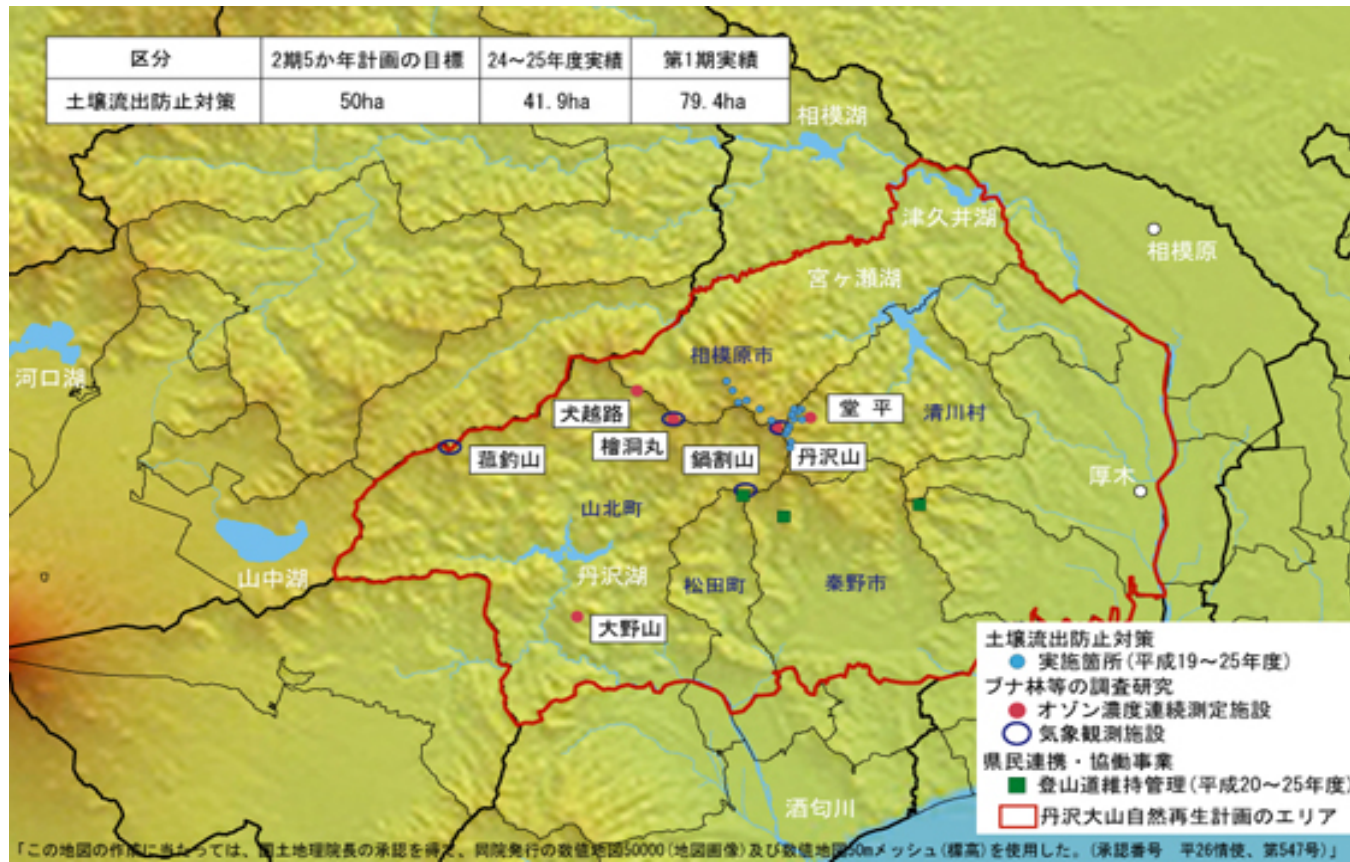 区分 2期5か年計画の目標 24～25年度実績 第1期実績
土壌流出防止対策 50ha 41.9ha 79.4ha
相模湖
津久井湖
相模原
宮ヶ瀬湖
河口湖
相模原市
犬越路
堂平
清川村
檜洞丸
鍋割山
丹沢山
菰釣山
厚木
山北町
山中湖
丹沢湖
松田町
秦野市
大野山
土壌流出防止対策
実施箇所(平成19～25年度)
ブナ林等の調査研究
オゾン濃度連続測定施設
気象観測施設
県民連携・協働事業
登山道維持管理(平成20～25年度)
丹沢大山自然再生計画のエリア
酒匂川
「この地図の作成に当たっては、国土地理院長の承認を得て、同院発行の数値地図50000(地図画像)及び数値地図50mメッシュ(標高)を使用した。(承認番号 平26情使、第547号)」